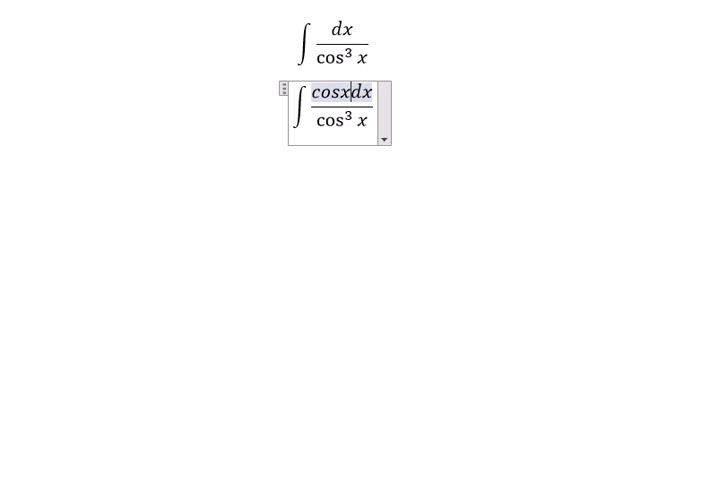 ∫ dx / cos³ x
∫ cosxdx / cos³ x